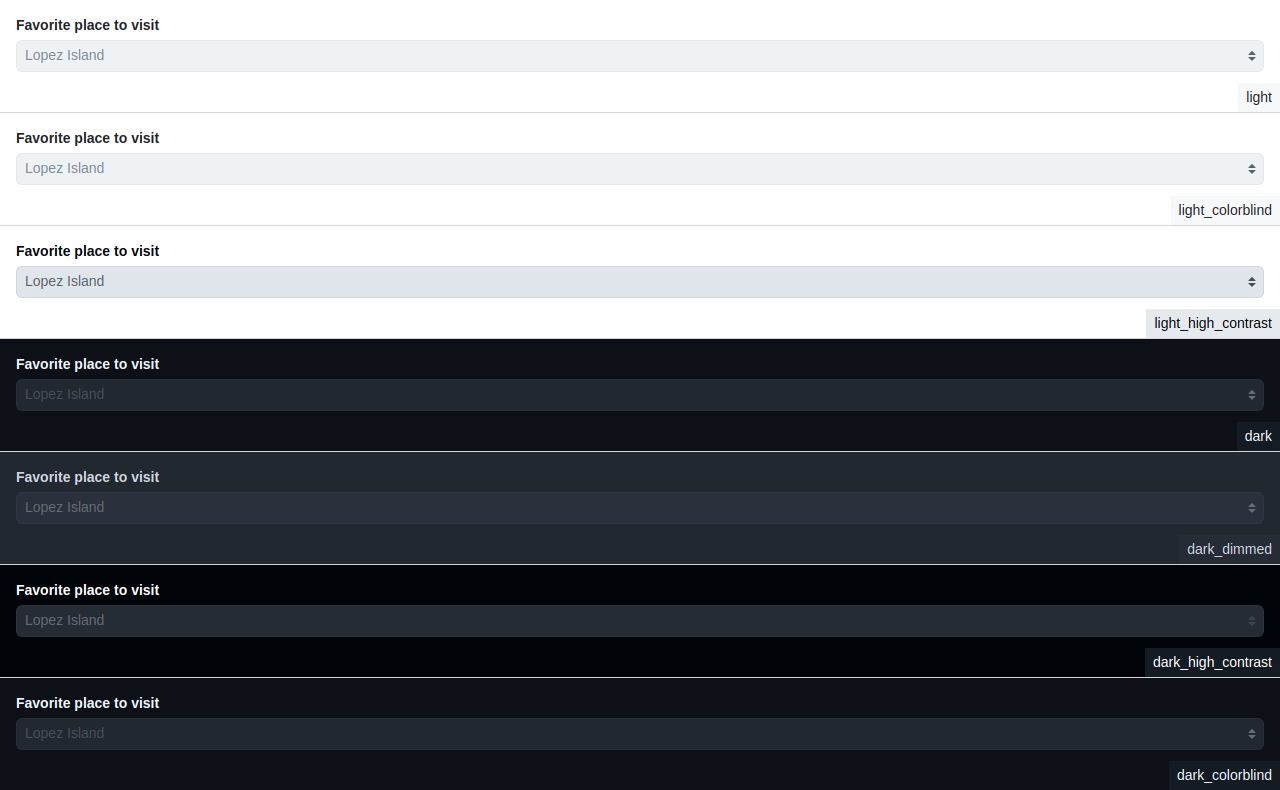 Favorite place to visit
Lopez Island
light
Favorite place to visit
Lopez Island
light_colorblind
Favorite place to visit
Lopez Island
light_high_contrast
Favorite place to visit
Lopez Island
dark
Favorite place to visit
Lopez Island
dark_dimmed
Favorite place to visit
Lopez Island
dark_high_contrast
Favorite place to visit
Lopez Island
dark_colorblind